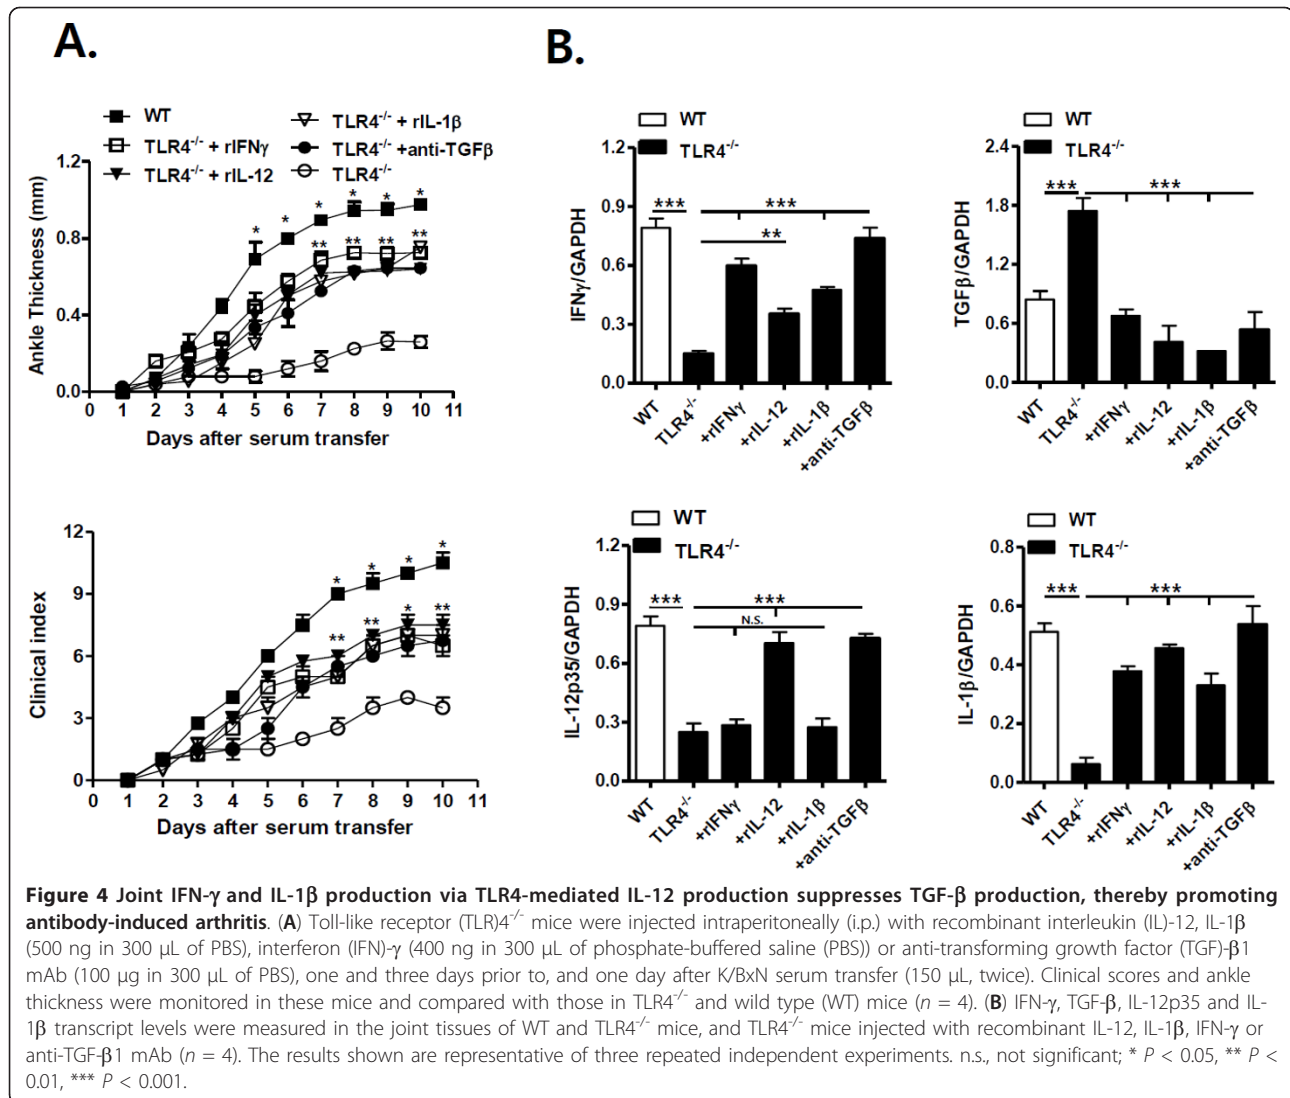 A.
WT
TLR4-/- + rIFNγ
TLR4-/- + rIL-12
TLR4-/- + rIL-1β
TLR4-/- +anti-TGFβ
TLR4-/-
Ankle Thickness (mm)
1.2
0.8
0.4
0.0
* * * * * *
** ** ** **
0 1 2 3 4 5 6 7 8 9 10 11
Days after serum transfer
Clinical index
12
9
6
3
0
* * * *
** ** * **
0 1 2 3 4 5 6 7 8 9 10 11
Days after serum transfer
B.
WT
TLR4-/-
IFNγ/GAPDH
1.2
0.9
0.6
0.3
0.0
*** ***
**
WT TLR4-/- +rIFNγ +rIL-12 +rIL-1β +anti-TGFβ
WT
TLR4-/-
TGFβ/GAPDH
2.4
1.8
1.2
0.6
0.0
*** ***
WT TLR4-/- +rIFNγ +rIL-12 +rIL-1β +anti-TGFβ
WT
TLR4-/-
IL-12p35/GAPDH
1.2
0.9
0.6
0.3
0.0
*** ***
N.S.
WT TLR4-/- +rIFNγ +rIL-12 +rIL-1β +anti-TGFβ
WT
TLR4-/-
IL-1β/GAPDH
0.8
0.6
0.4
0.2
0.0
*** ***
WT TLR4-/- +rIFNγ +rIL-12 +rIL-1β +anti-TGFβ
Figure 4 Joint IFN-γ and IL-1β production via TLR4-mediated IL-12 production suppresses TGF-β production, thereby promoting
antibody-induced arthritis. (A) Toll-like receptor (TLR)4-/- mice were injected intraperitoneally (i.p.) with recombinant interleukin (IL)-12, IL-1β
(500 ng in 300 μL of PBS), interferon (IFN)-γ (400 ng in 300 μL of phosphate-buffered saline (PBS)) or anti-transforming growth factor (TGF)-β1
mAb (100 μg in 300 μL of PBS), one and three days prior to, and one day after K/BxN serum transfer (150 μL, twice). Clinical scores and ankle
thickness were monitored in these mice and compared with those in TLR4-/- and wild type (WT) mice (n = 4). (B) IFN-γ, TGF-β, IL-12p35 and IL-
1β transcript levels were measured in the joint tissues of WT and TLR4-/- mice, and TLR4-/- mice injected with recombinant IL-12, IL-1β, IFN-γ or
anti-TGF-β1 mAb (n = 4). The results shown are representative of three repeated independent experiments. n.s., not significant; * P < 0.05, ** P <
0.01, *** P < 0.001.